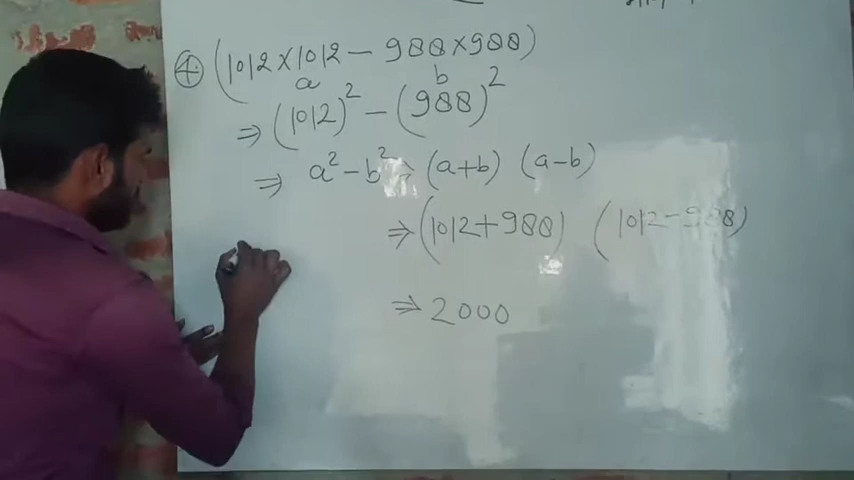 ④ (1012×1012 - 988×988)
a b
⇒ (1012)² - (988)²
⇒ a² - b² ⇒ (a+b) (a-b)
⇒ (1012+988) (1012-988)
⇒ 2000